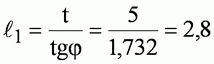 ℓ₁ = t/tgφ = 5/1,732 = 2,8